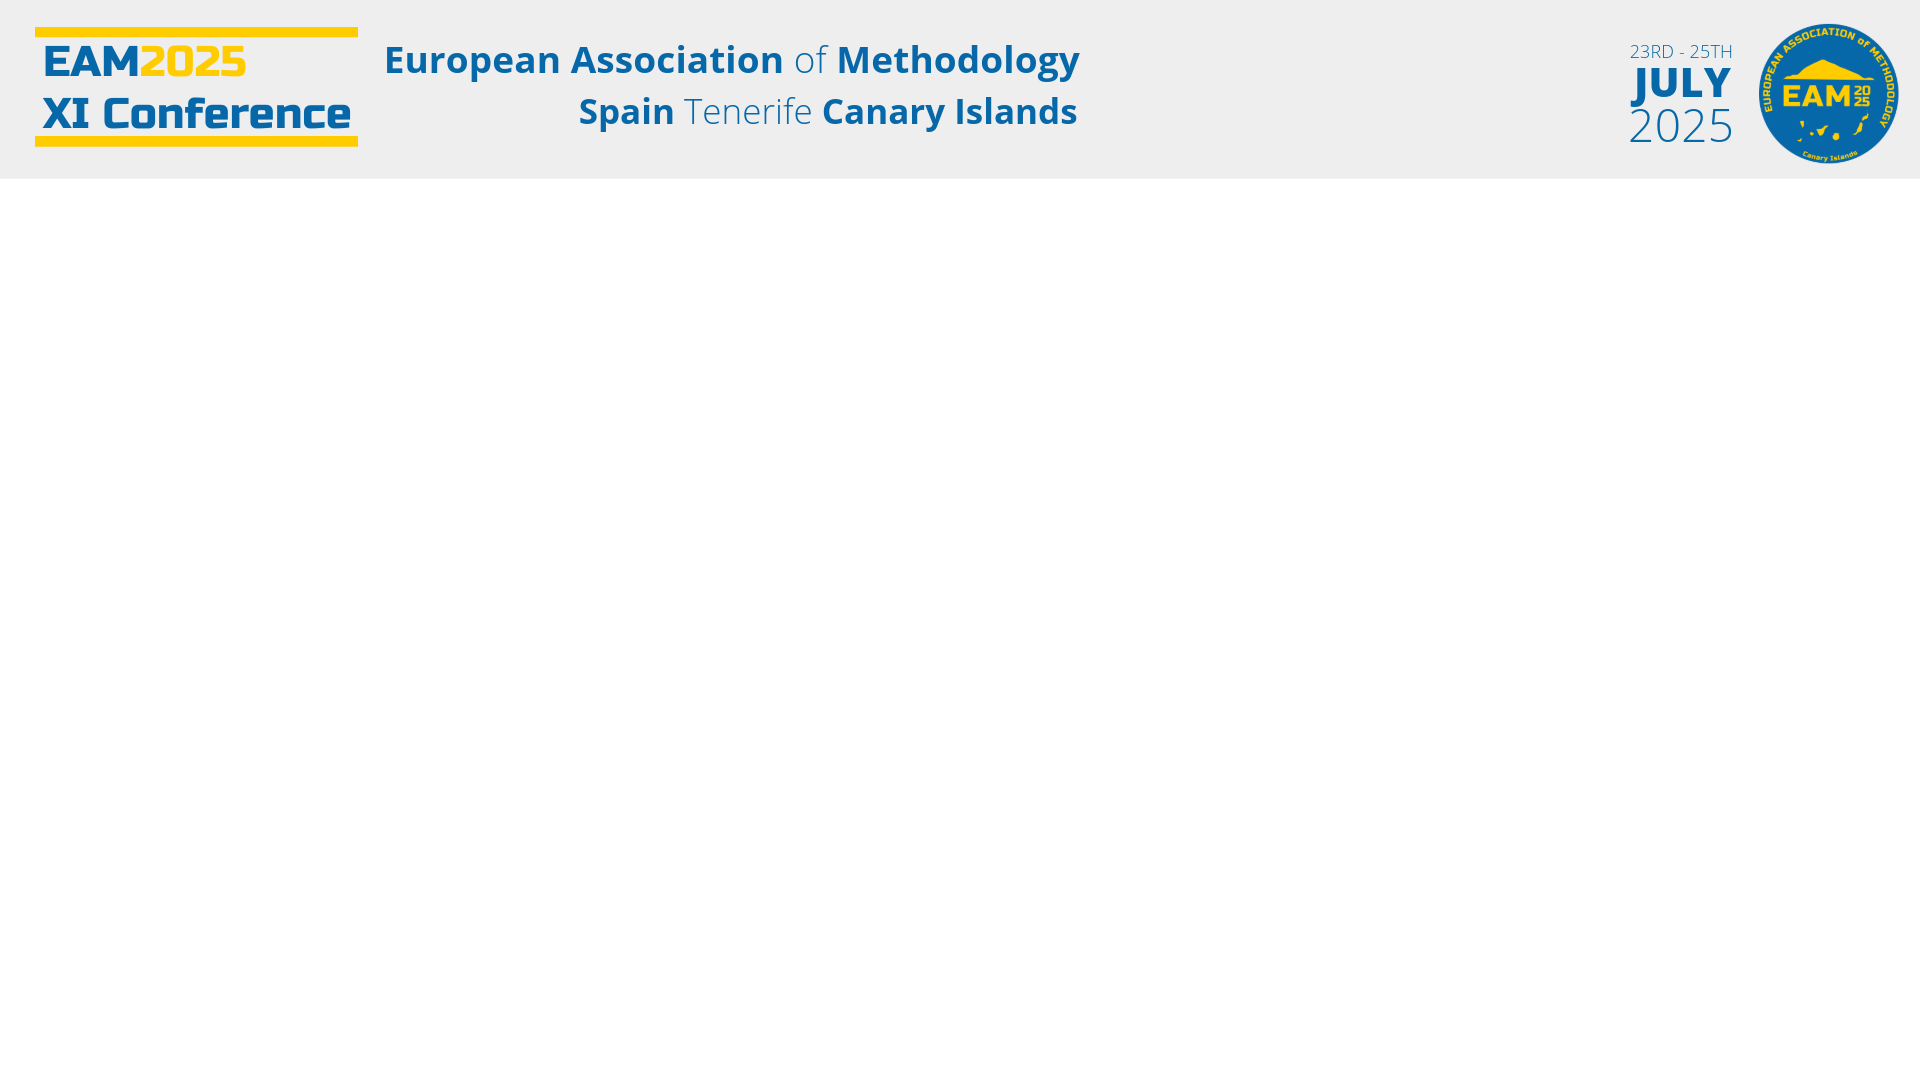 EAM2025
XI Conference
European Association of Methodology
Spain Tenerife Canary Islands
23RD - 25TH
JULY
2025
EUROPEAN ASSOCIATION of METHODOLOGY
EAM 20
25
Canary Islands